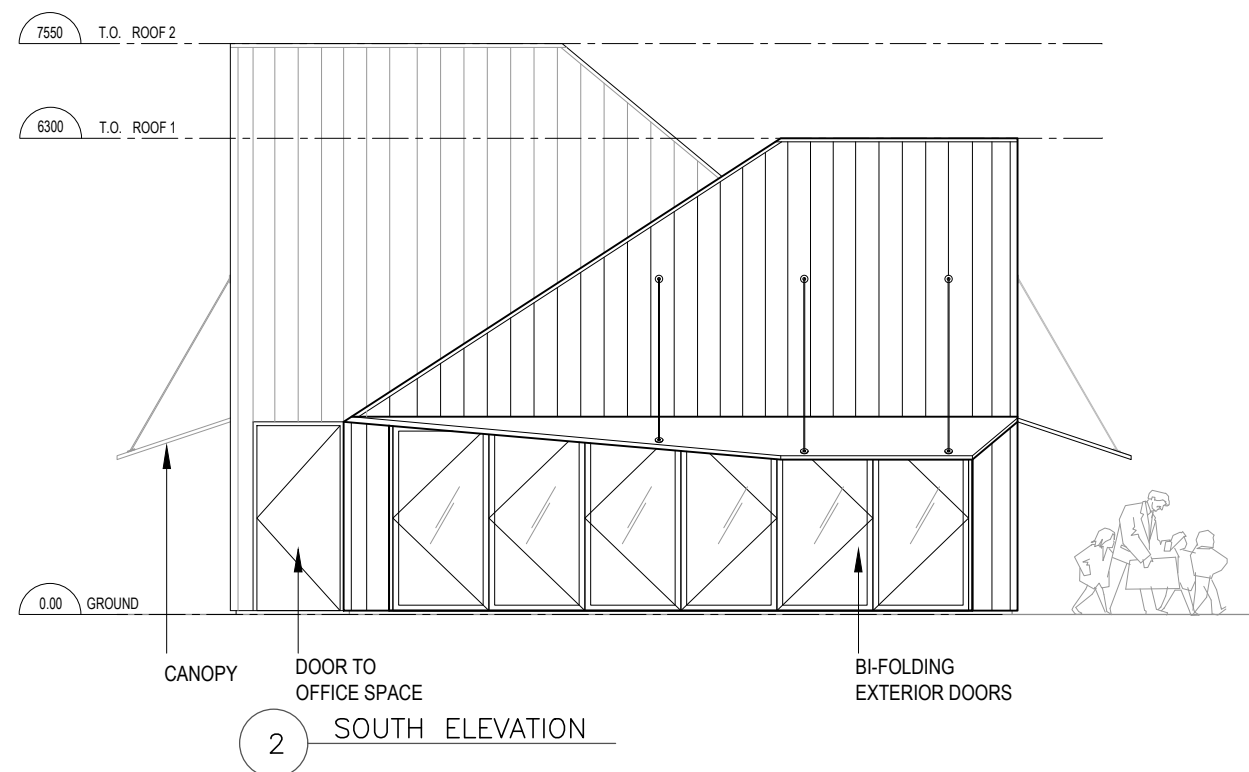 7550 T.O. ROOF 2
6300 T.O. ROOF 1
0.00 GROUND
CANOPY
DOOR TO
OFFICE SPACE
BI-FOLDING
EXTERIOR DOORS
2 SOUTH ELEVATION